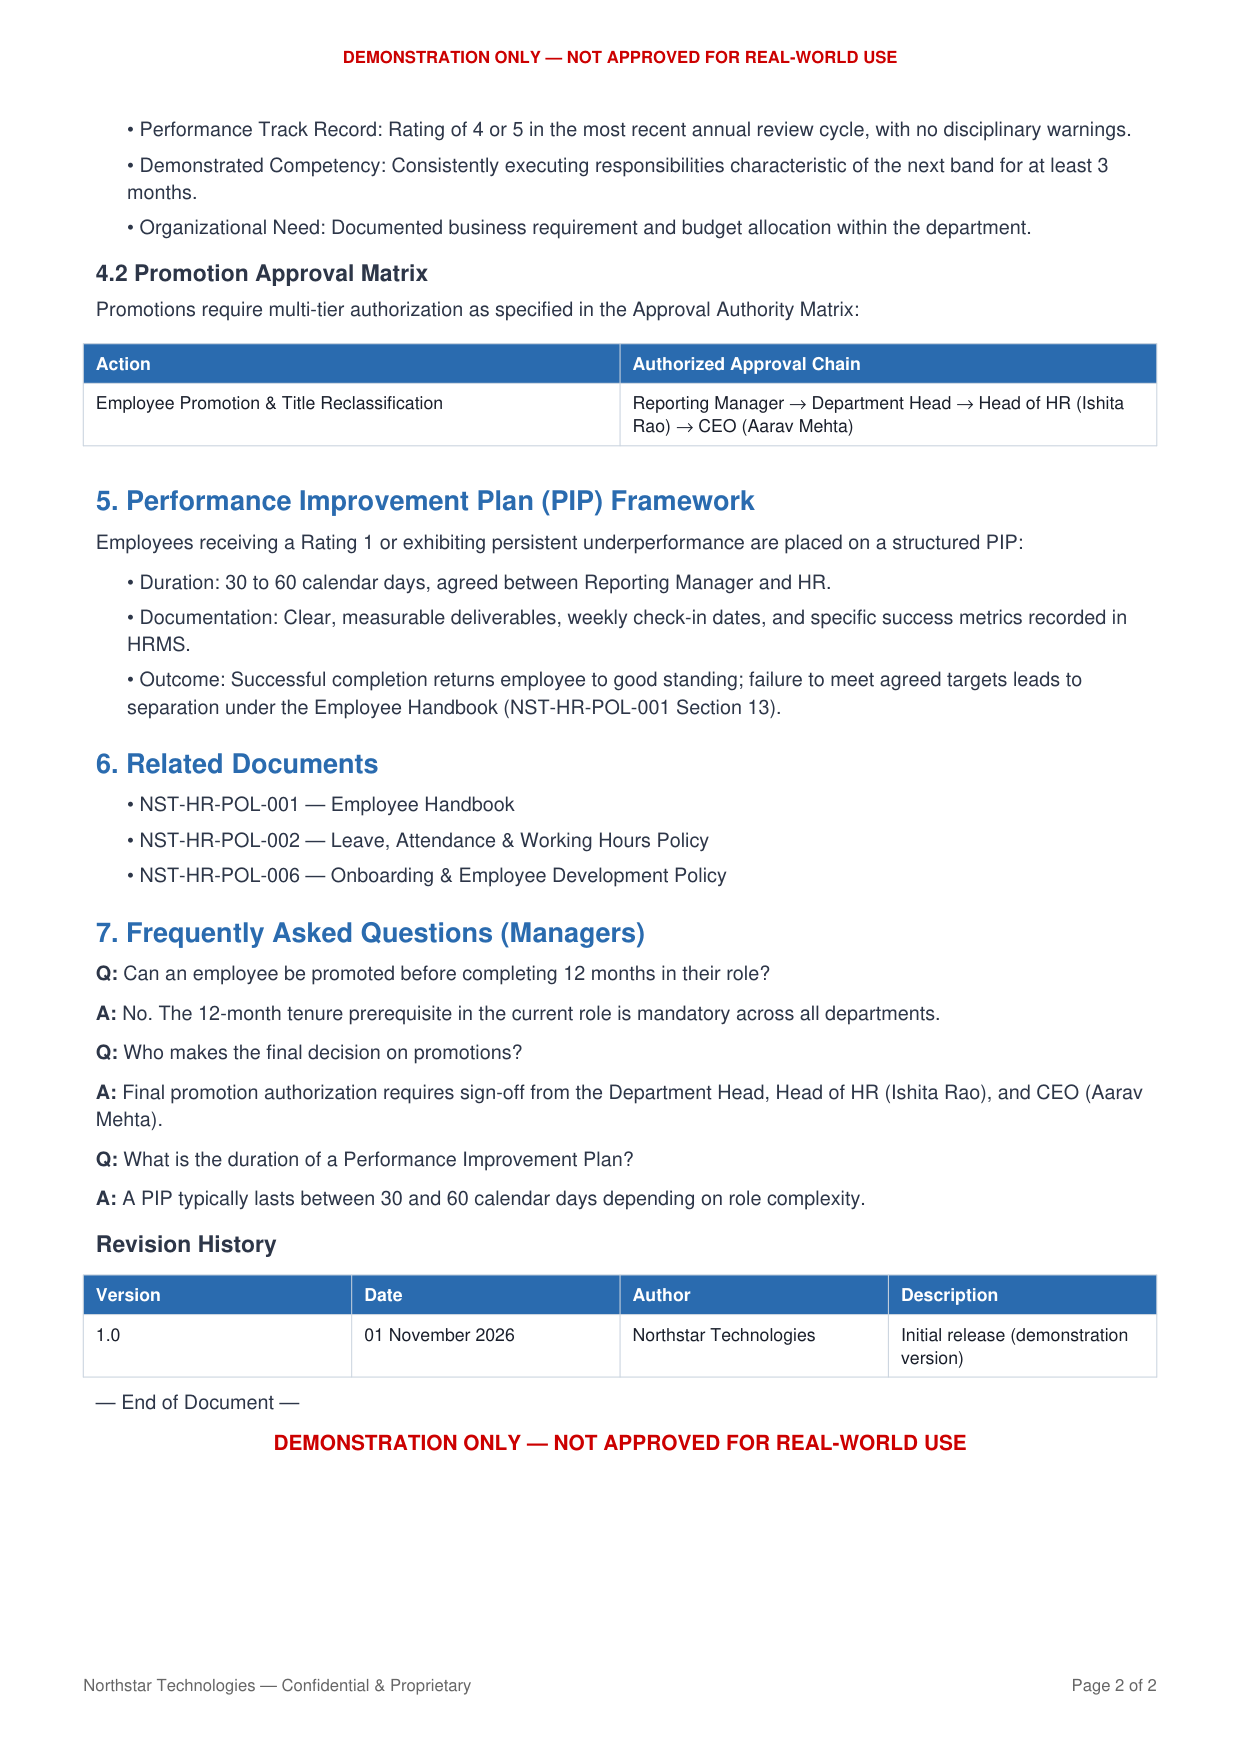 DEMONSTRATION ONLY — NOT APPROVED FOR REAL-WORLD USE
• Performance Track Record: Rating of 4 or 5 in the most recent annual review cycle, with no disciplinary warnings.
• Demonstrated Competency: Consistently executing responsibilities characteristic of the next band for at least 3
months.
• Organizational Need: Documented business requirement and budget allocation within the department.
4.2 Promotion Approval Matrix
Promotions require multi-tier authorization as specified in the Approval Authority Matrix:
Action Authorized Approval Chain
Employee Promotion & Title Reclassification Reporting Manager → Department Head → Head of HR (Ishita
Rao) → CEO (Aarav Mehta)
5. Performance Improvement Plan (PIP) Framework
Employees receiving a Rating 1 or exhibiting persistent underperformance are placed on a structured PIP:
• Duration: 30 to 60 calendar days, agreed between Reporting Manager and HR.
• Documentation: Clear, measurable deliverables, weekly check-in dates, and specific success metrics recorded in
HRMS.
• Outcome: Successful completion returns employee to good standing; failure to meet agreed targets leads to
separation under the Employee Handbook (NST-HR-POL-001 Section 13).
6. Related Documents
• NST-HR-POL-001 — Employee Handbook
• NST-HR-POL-002 — Leave, Attendance & Working Hours Policy
• NST-HR-POL-006 — Onboarding & Employee Development Policy
7. Frequently Asked Questions (Managers)
Q: Can an employee be promoted before completing 12 months in their role?
A: No. The 12-month tenure prerequisite in the current role is mandatory across all departments.
Q: Who makes the final decision on promotions?
A: Final promotion authorization requires sign-off from the Department Head, Head of HR (Ishita Rao), and CEO (Aarav
Mehta).
Q: What is the duration of a Performance Improvement Plan?
A: A PIP typically lasts between 30 and 60 calendar days depending on role complexity.
Revision History
Version Date Author Description
1.0 01 November 2026 Northstar Technologies Initial release (demonstration
version)
— End of Document —
DEMONSTRATION ONLY — NOT APPROVED FOR REAL-WORLD USE
Northstar Technologies — Confidential & Proprietary Page 2 of 2